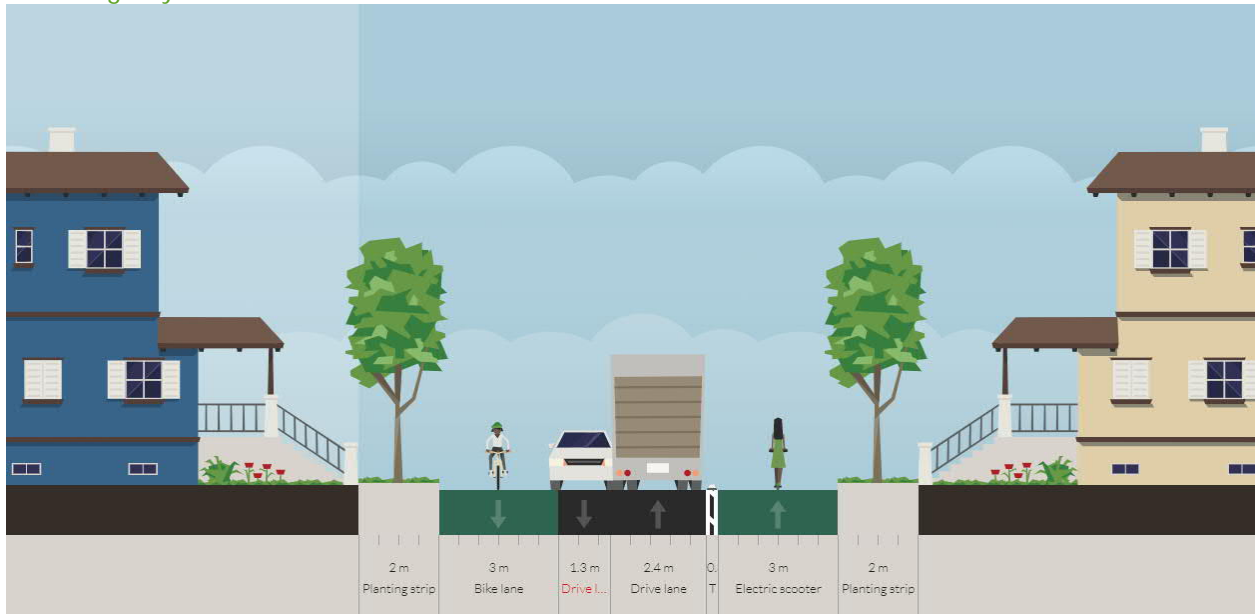 2 m
Planting strip
3 m
Bike lane
1.3 m
Drive l...
2.4 m
Drive lane
0.
T
3 m
Electric scooter
2 m
Planting strip